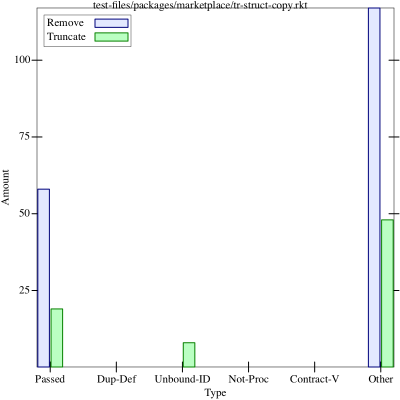 test-files/packages/marketplace/tr-struct-copy.rkt
Remove
Truncate
100
75
50
25
Amount
Passed Dup-Def Unbound-ID Not-Proc Contract-V Other
Type